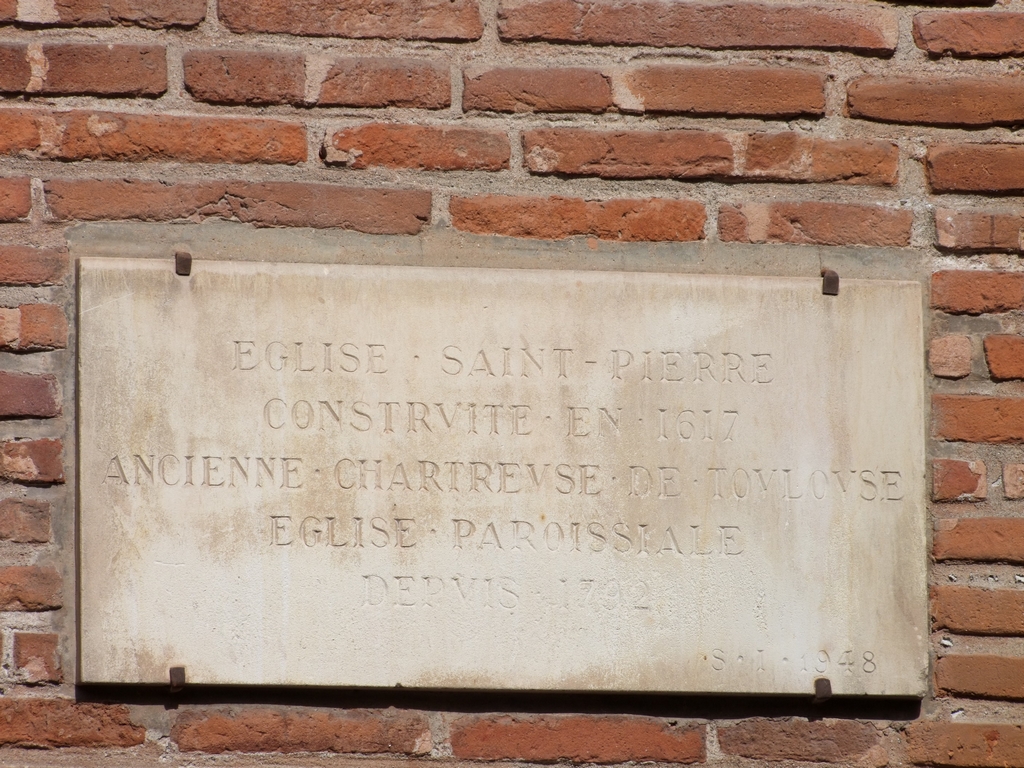 EGLISE · SAINT-PIERRE
CONSTRVITE · EN · 1617
ANCIENNE · CHARTREVSE · DE · TOVLOVSE
EGLISE · PAROISSIALE
DEPVIS · 1792
S · I · 1948